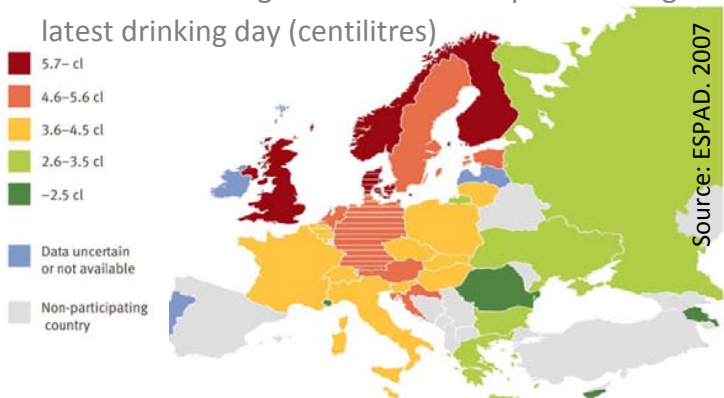 latest drinking day (centilitres)
5.7– cl
4.6–5.6 cl
3.6–4.5 cl
2.6–3.5 cl
–2.5 cl
Data uncertain
or not available
Non-participating
country
Source: ESPAD. 2007